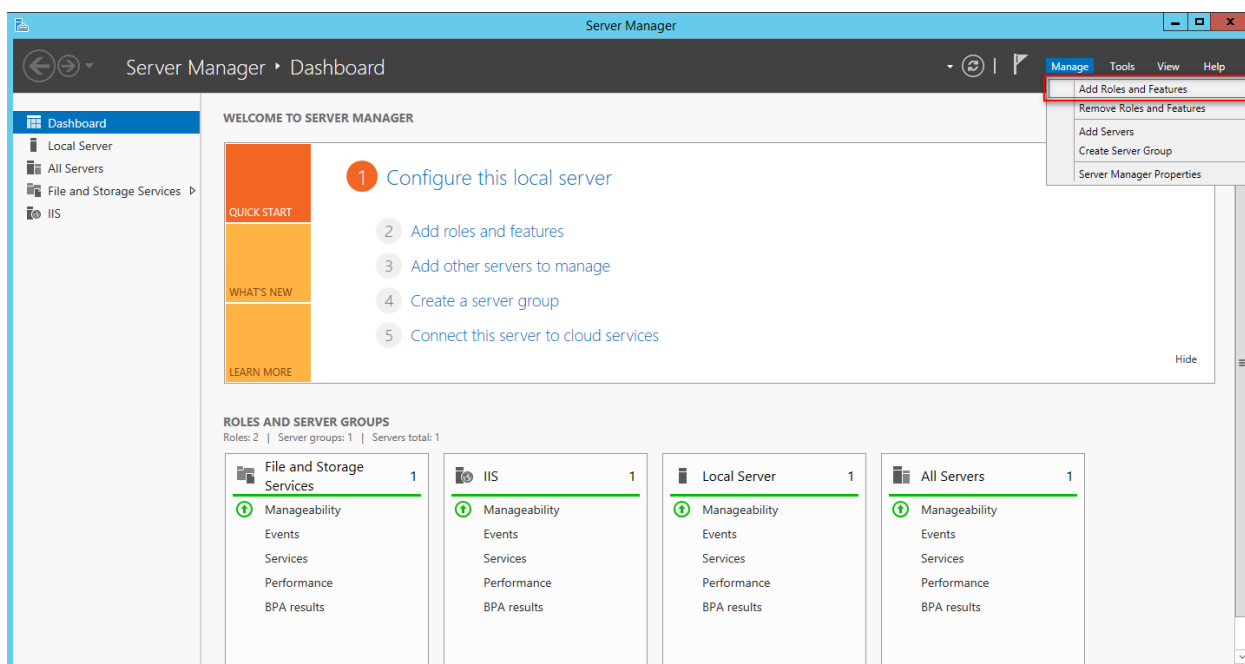 Server Manager
Server Manager • Dashboard
Manage Tools View Help
Add Roles and Features
Remove Roles and Features
Add Servers
Create Server Group
Server Manager Properties
Dashboard
Local Server
All Servers
File and Storage Services
IIS
WELCOME TO SERVER MANAGER
QUICK START
WHAT'S NEW
LEARN MORE
1 Configure this local server
2 Add roles and features
3 Add other servers to manage
4 Create a server group
5 Connect this server to cloud services
Hide
ROLES AND SERVER GROUPS
Roles: 2 | Server groups: 1 | Servers total: 1
File and Storage
Services 1
Manageability
Events
Services
Performance
BPA results
IIS 1
Manageability
Events
Services
Performance
BPA results
Local Server 1
Manageability
Events
Services
Performance
BPA results
All Servers 1
Manageability
Events
Services
Performance
BPA results